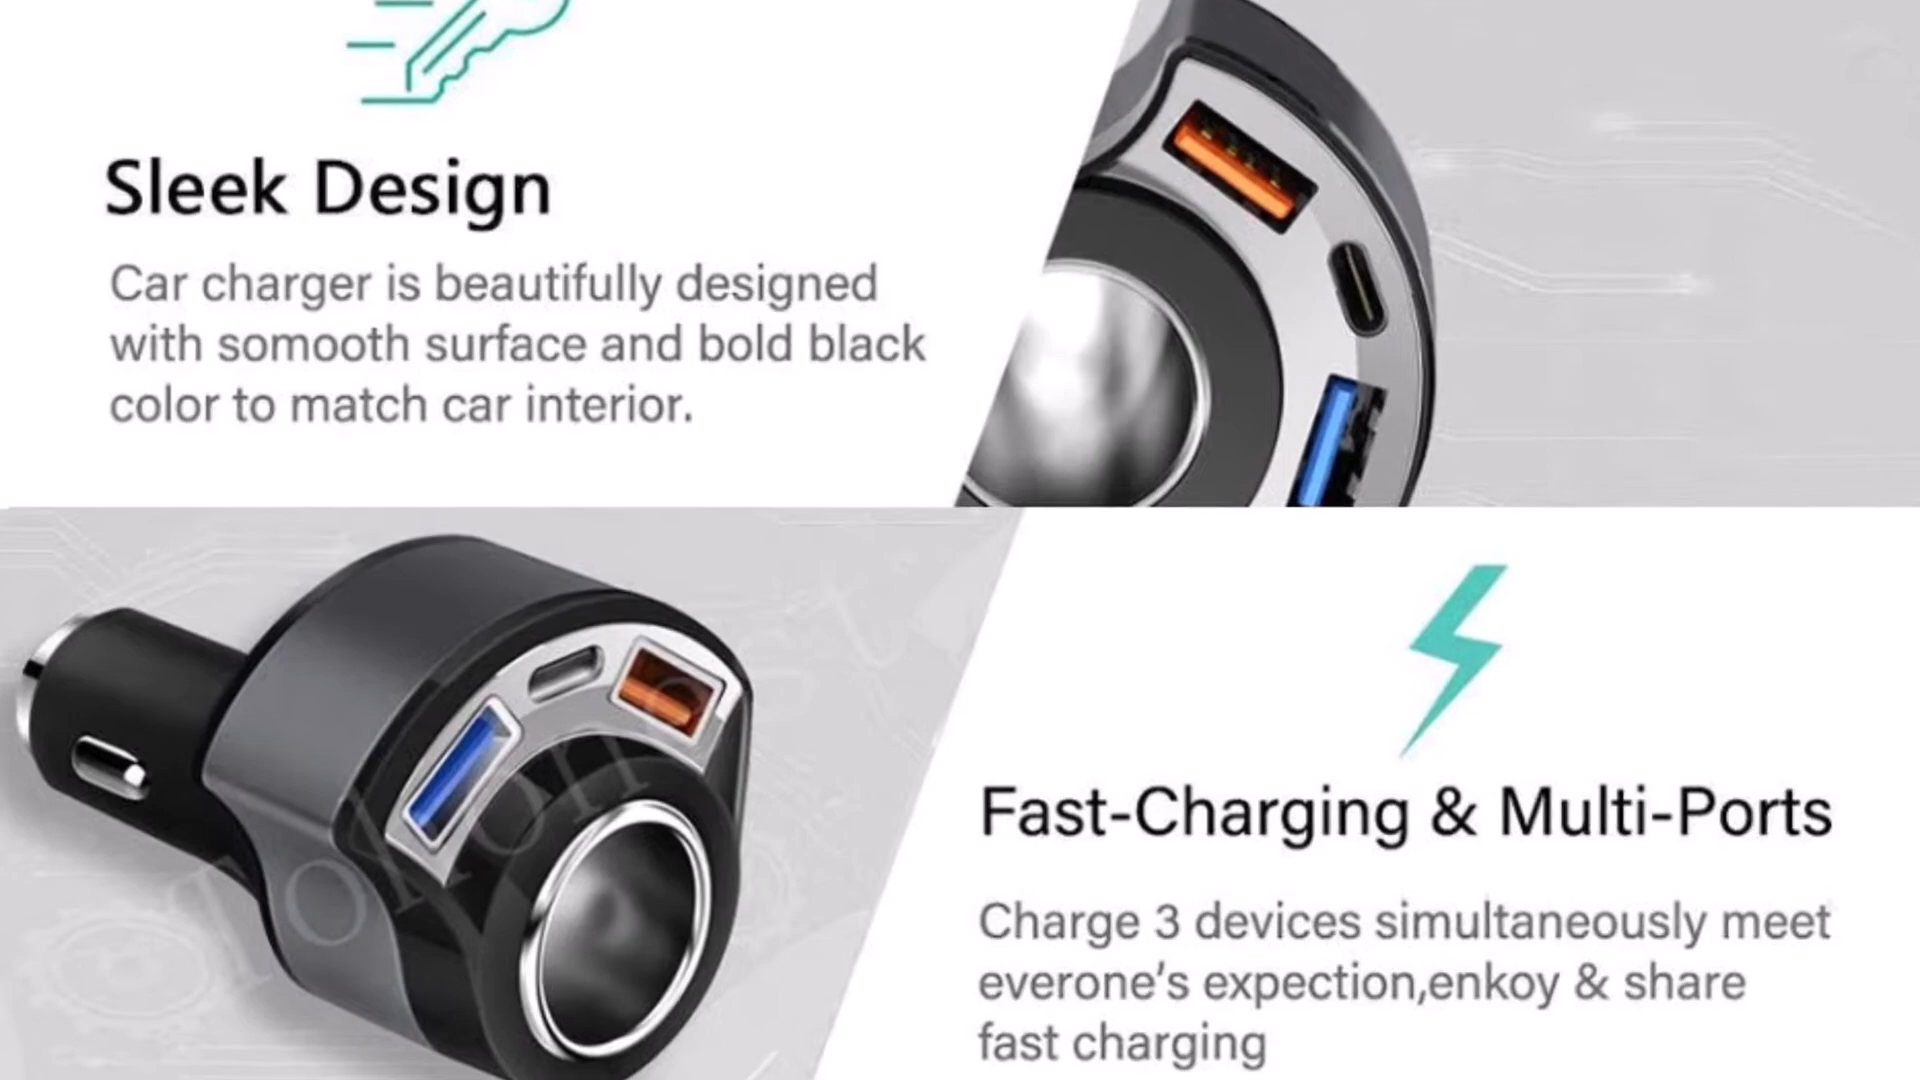 Sleek Design
Car charger is beautifully designed
with somooth surface and bold black
color to match car interior.
Fast-Charging & Multi-Ports
Charge 3 devices simultaneously meet
everone's expection,enkoy & share
fast charging